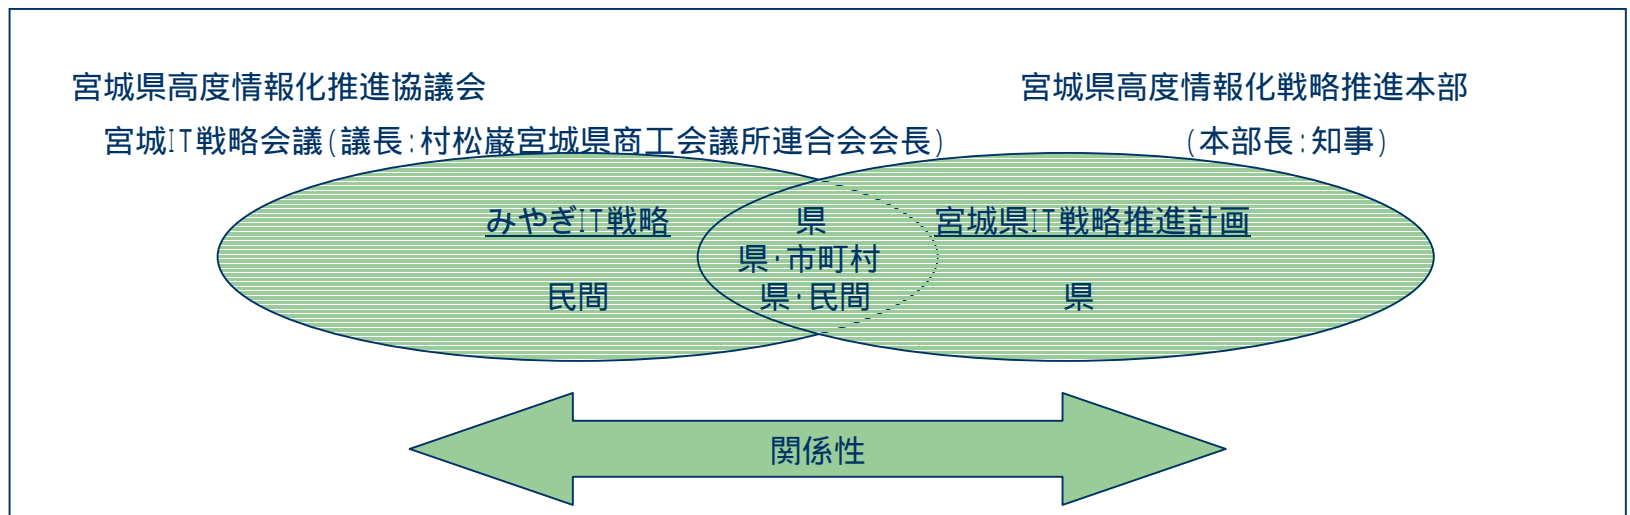 宮城県高度情報化推進協議会
宮城IT戦略会議(議長:村松巌宮城県商工会議所連合会会長)
宮城県高度情報化戦略推進本部
(本部長:知事)
みやぎIT戦略
民間
県
県・市町村
県・民間
宮城県IT戦略推進計画
県
関係性